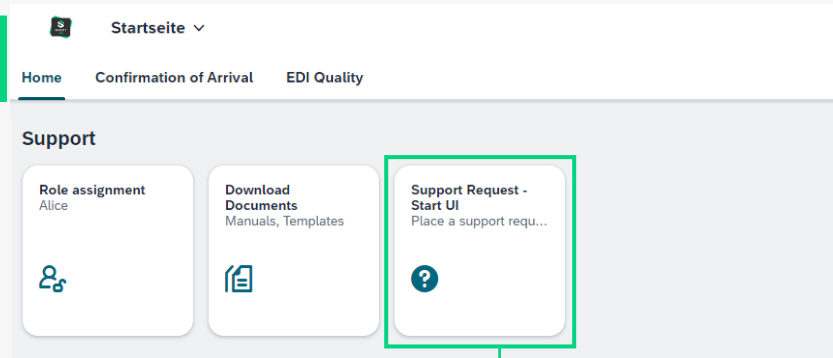 Startseite
Home Confirmation of Arrival EDI Quality
Support
Role assignment
Alice
Download
Documents
Manuals, Templates
Support Request -
Start UI
Place a support requ...